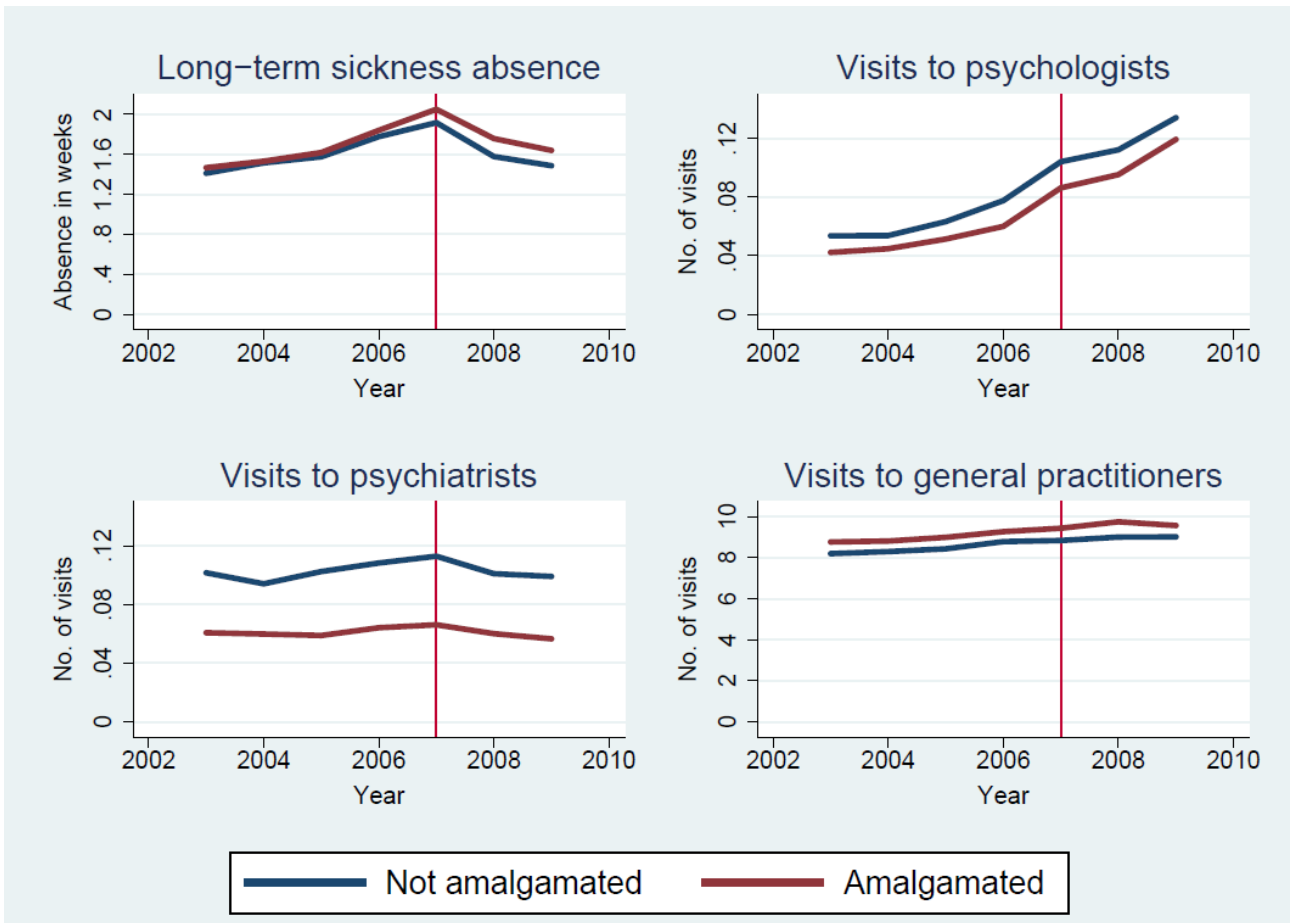 Long−term sickness absence
Absence in weeks
0 .4 .8 1.2 1.6 2
2002 2004 2006 2008 2010
Year
Visits to psychologists
No. of visits
0 .04 .08 .12
2002 2004 2006 2008 2010
Year
Visits to psychiatrists
No. of visits
0 .04 .08 .12
2002 2004 2006 2008 2010
Year
Visits to general practitioners
No. of visits
0 2 4 6 8 10
2002 2004 2006 2008 2010
Year
Not amalgamated Amalgamated